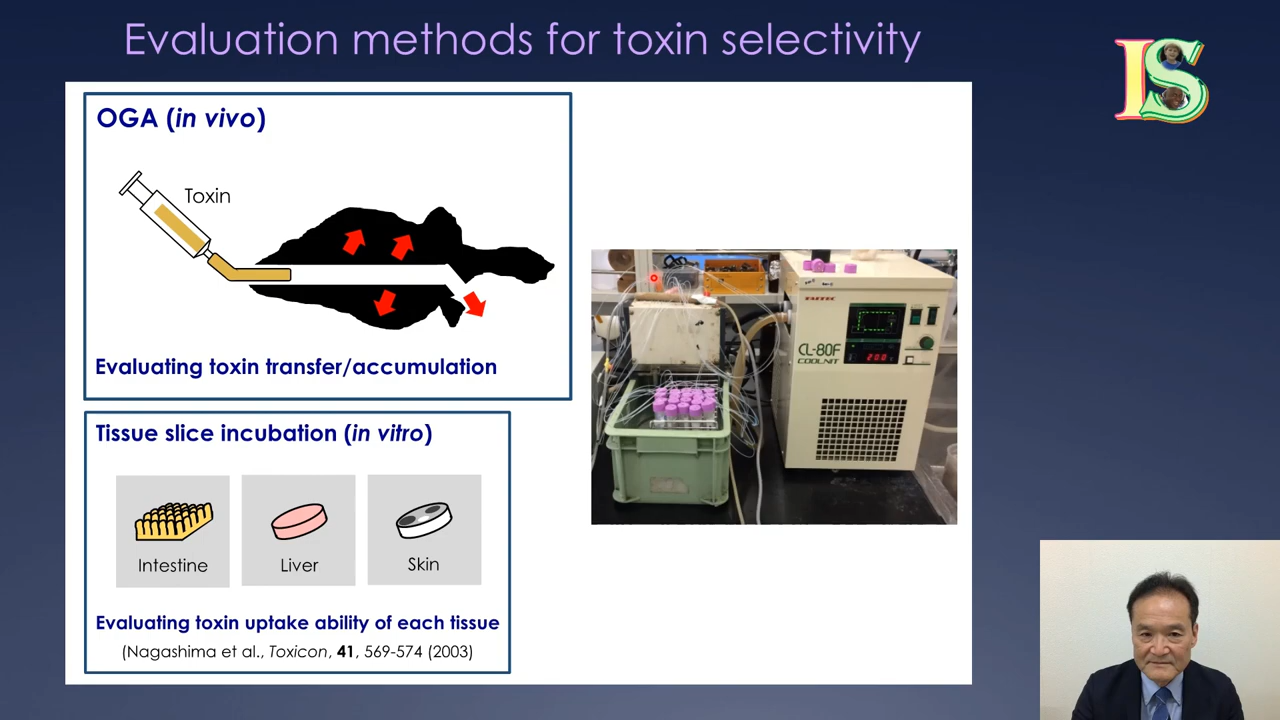 Evaluation methods for toxin selectivity
IS
OGA (in vivo)
Toxin
Evaluating toxin transfer/accumulation
Tissue slice incubation (in vitro)
Intestine
Liver
Skin
Evaluating toxin uptake ability of each tissue
(Nagashima et al., Toxicon, 41, 569-574 (2003)
TAITEC
CL-80F
COOLNIT
200